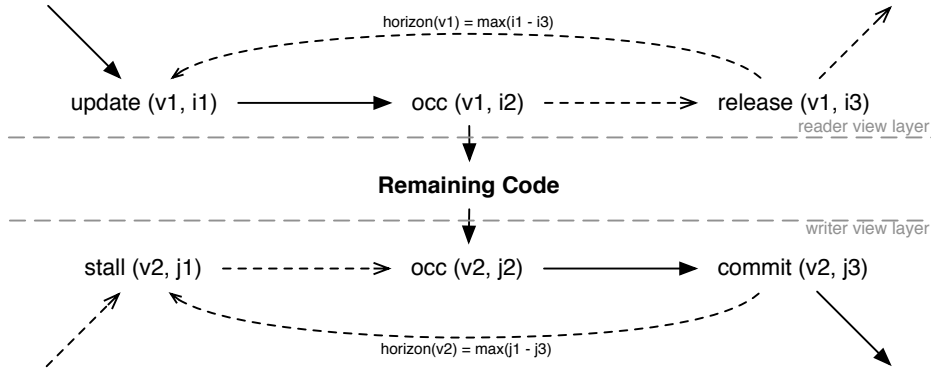 horizon(v1) = max(i1 - i3)
update (v1, i1) occ (v1, i2) release (v1, i3)
reader view layer
Remaining Code
writer view layer
stall (v2, j1) occ (v2, j2) commit (v2, j3)
horizon(v2) = max(j1 - j3)